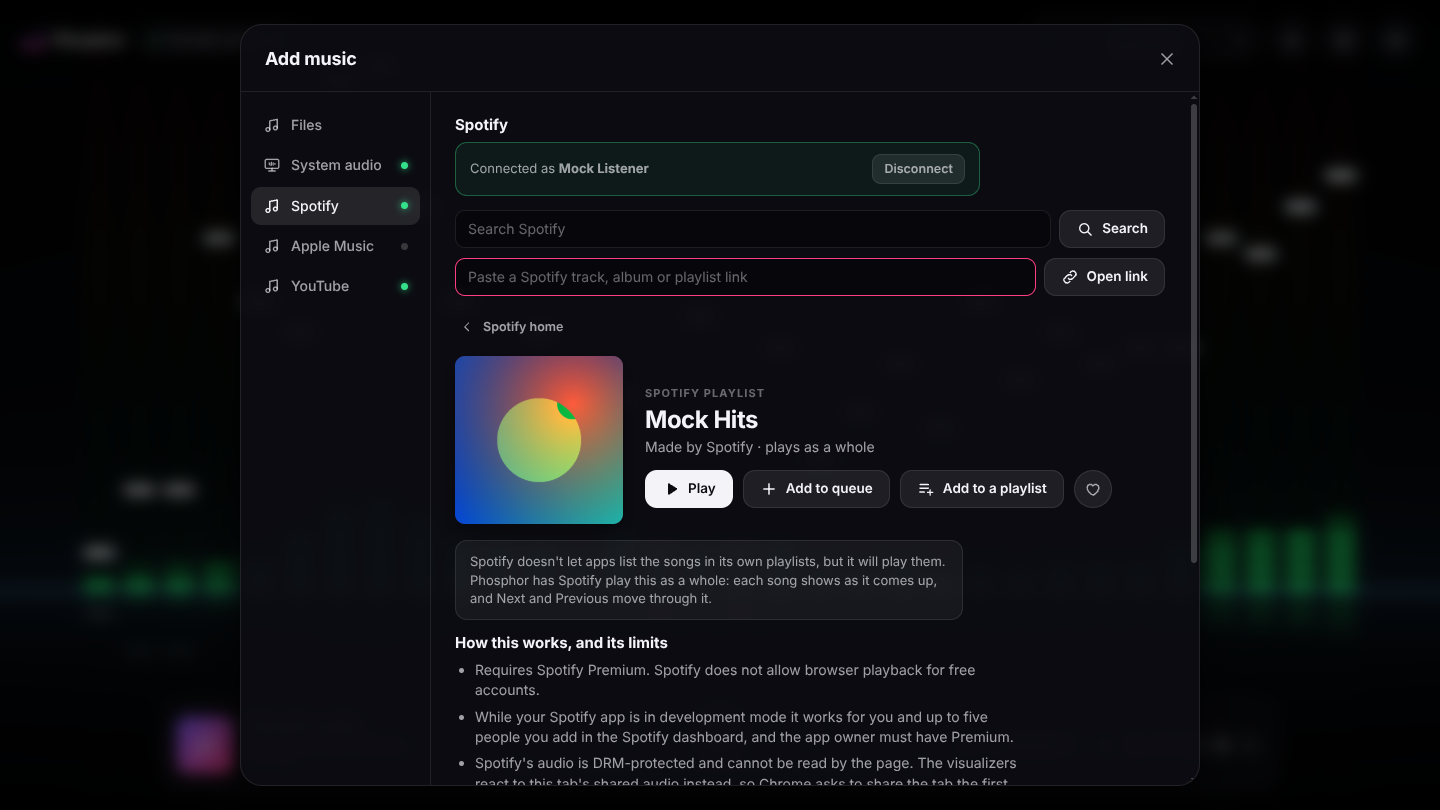 Add music
Files
System audio
Spotify
Apple Music
YouTube
Spotify
Connected as Mock Listener
Disconnect
Search Spotify
Search
Paste a Spotify track, album or playlist link
Open link
Spotify home
SPOTIFY PLAYLIST
Mock Hits
Made by Spotify · plays as a whole
Play
Add to queue
Add to a playlist
Spotify doesn't let apps list the songs in its own playlists, but it will play them.
Phosphor has Spotify play this as a whole: each song shows as it comes up,
and Next and Previous move through it.
How this works, and its limits
• Requires Spotify Premium. Spotify does not allow browser playback for free
accounts.
• While your Spotify app is in development mode it works for you and up to five
people you add in the Spotify dashboard, and the app owner must have Premium.
• Spotify's audio is DRM-protected and cannot be read by the page. The visualizers
react to this tab's shared audio instead, so Chrome asks to share the tab the first